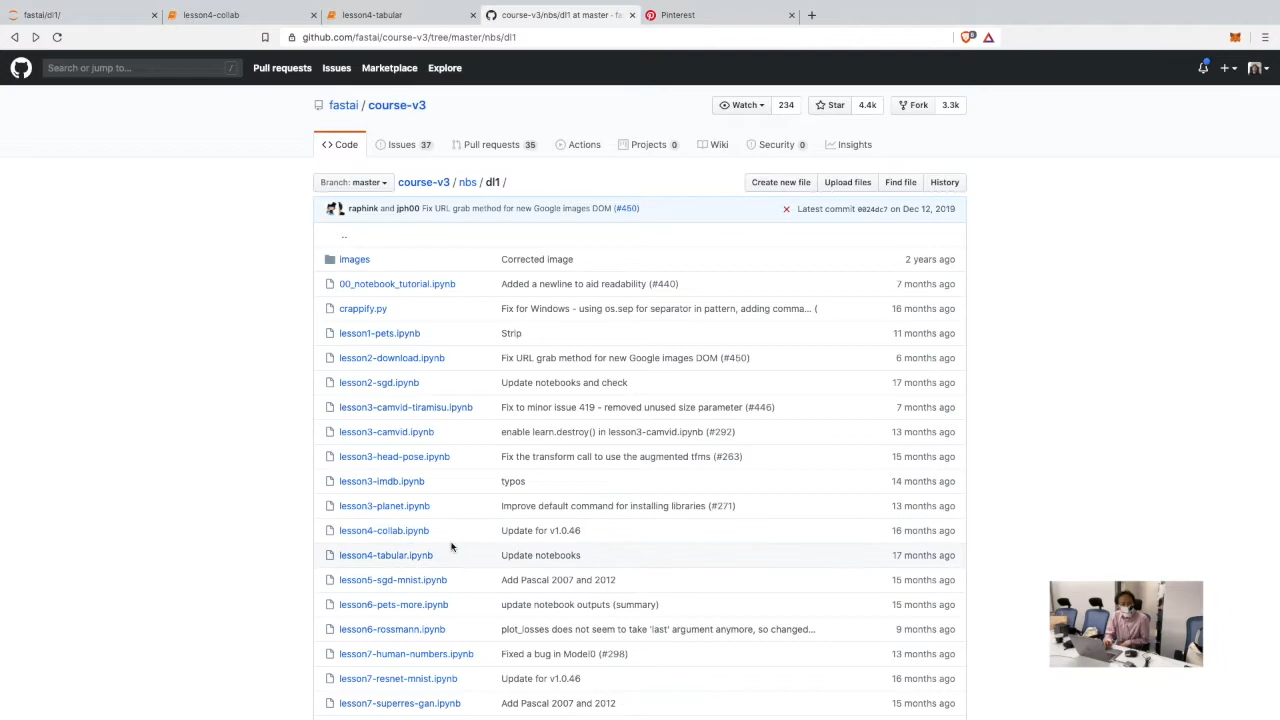 fastai/dl1/ lesson4-collab lesson4-tabular course-v3/nbs/dl1 at master · fa Pinterest
github.com/fastai/course-v3/tree/master/nbs/dl1 8
Search or jump to... / Pull requests Issues Marketplace Explore
fastai / course-v3 Watch 234 Star 4.4k Fork 3.3k
Code Issues 37 Pull requests 35 Actions Projects 0 Wiki Security 0 Insights
Branch: master course-v3 / nbs / dl1 / Create new file Upload files Find file History
raphink and jph00 Fix URL grab method for new Google images DOM (#450) Latest commit 0024dc7 on Dec 12, 2019
..
images Corrected image 2 years ago
00_notebook_tutorial.ipynb Added a newline to aid readability (#440) 7 months ago
crappify.py Fix for Windows - using os.sep for separator in pattern, adding comma... ( 16 months ago
lesson1-pets.ipynb Strip 11 months ago
lesson2-download.ipynb Fix URL grab method for new Google images DOM (#450) 6 months ago
lesson2-sgd.ipynb Update notebooks and check 17 months ago
lesson3-camvid-tiramisu.ipynb Fix to minor issue 419 - removed unused size parameter (#446) 7 months ago
lesson3-camvid.ipynb enable learn.destroy() in lesson3-camvid.ipynb (#292) 13 months ago
lesson3-head-pose.ipynb Fix the transform call to use the augmented tfms (#263) 15 months ago
lesson3-imdb.ipynb typos 14 months ago
lesson3-planet.ipynb Improve default command for installing libraries (#271) 13 months ago
lesson4-collab.ipynb Update for v1.0.46 16 months ago
lesson4-tabular.ipynb Update notebooks 17 months ago
lesson5-sgd-mnist.ipynb Add Pascal 2007 and 2012 15 months ago
lesson6-pets-more.ipynb update notebook outputs (summary) 15 months ago
lesson6-rossmann.ipynb plot_losses does not seem to take 'last' argument anymore, so changed... 9 months ago
lesson7-human-numbers.ipynb Fixed a bug in Model0 (#298) 13 months ago
lesson7-resnet-mnist.ipynb Update for v1.0.46 16 months ago
lesson7-superres-gan.ipynb Add Pascal 2007 and 2012 15 months ago